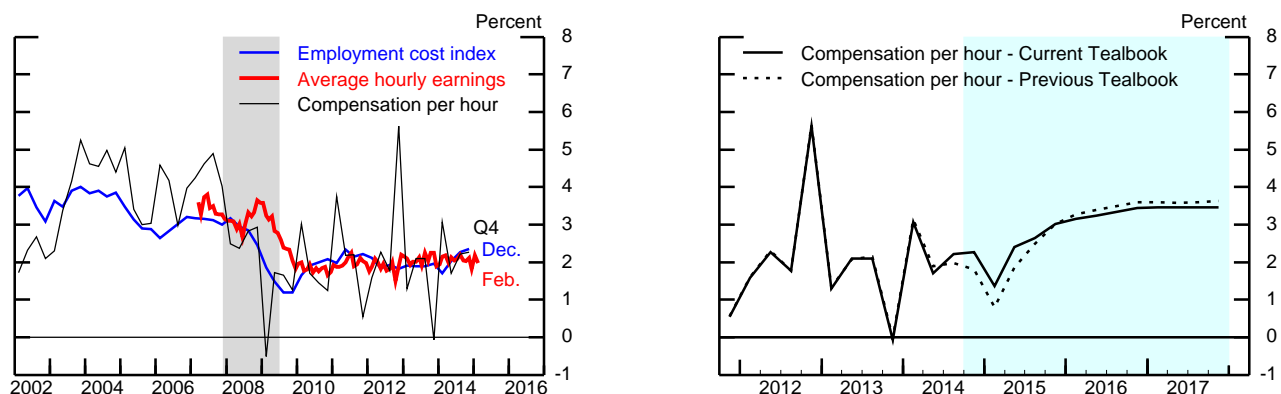 Percent
8
7
6
5
4
3
2
1
0
-1
Employment cost index
Average hourly earnings
Compensation per hour
Q4
Dec.
Feb.
2002 2004 2006 2008 2010 2012 2014 2016
Percent
8
7
6
5
4
3
2
1
0
-1
Compensation per hour - Current Tealbook
Compensation per hour - Previous Tealbook
2012 2013 2014 2015 2016 2017